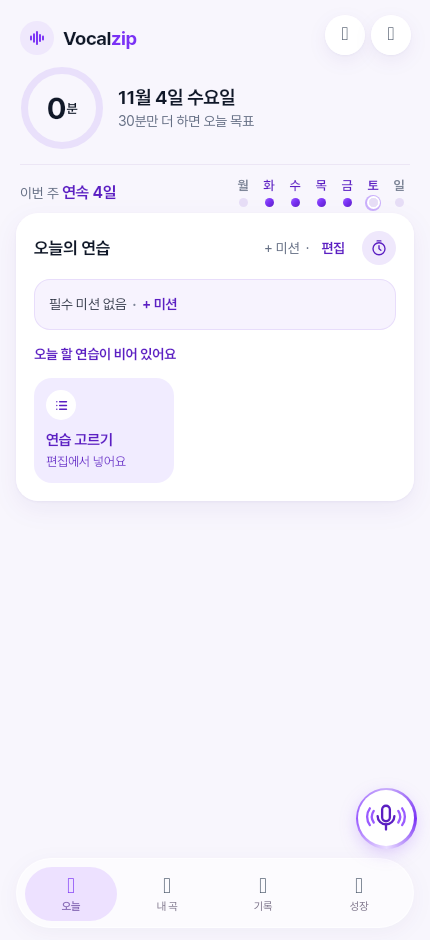 Vocalzip
0분
11월 4일 수요일
30분만 더 하면 오늘 목표
이번 주 연속 4일
월 화 수 목 금 토 일
오늘의 연습
+ 미션 · 편집
필수 미션 없음 · + 미션
오늘 할 연습이 비어 있어요
연습 고르기
편집에서 넣어요
오늘 내 곡 기록 성장